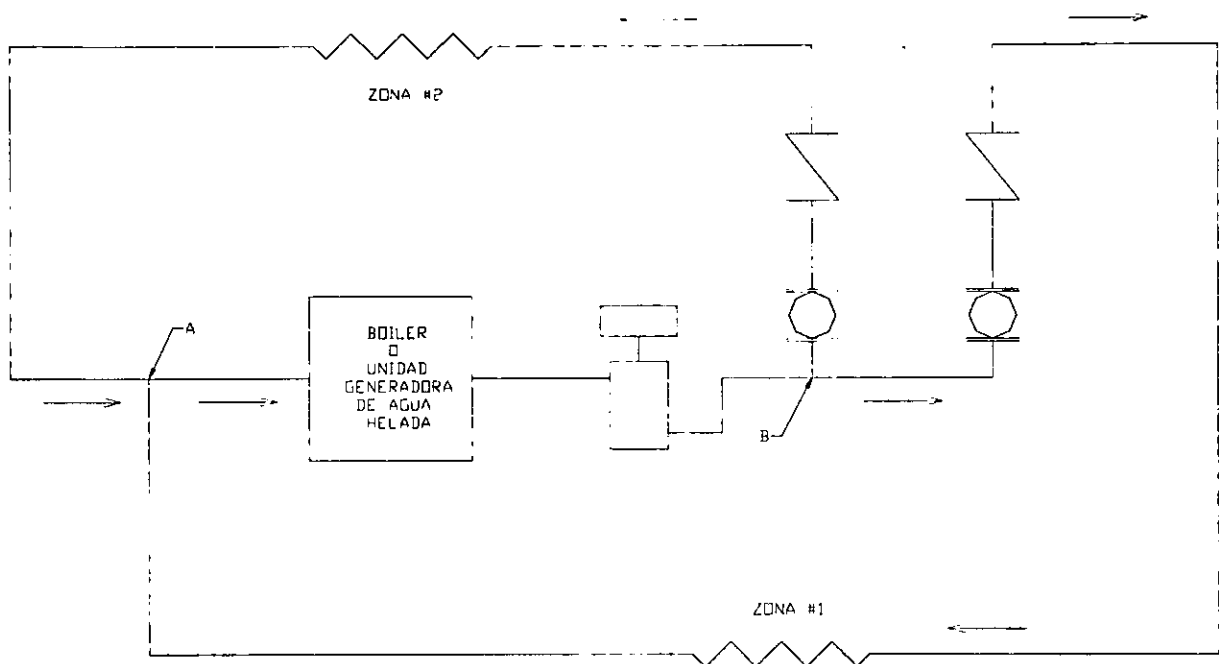 ZONA #2
A
BOILER
O
UNIDAD
GENERADORA
DE AGUA
HELADA
B
ZONA #1